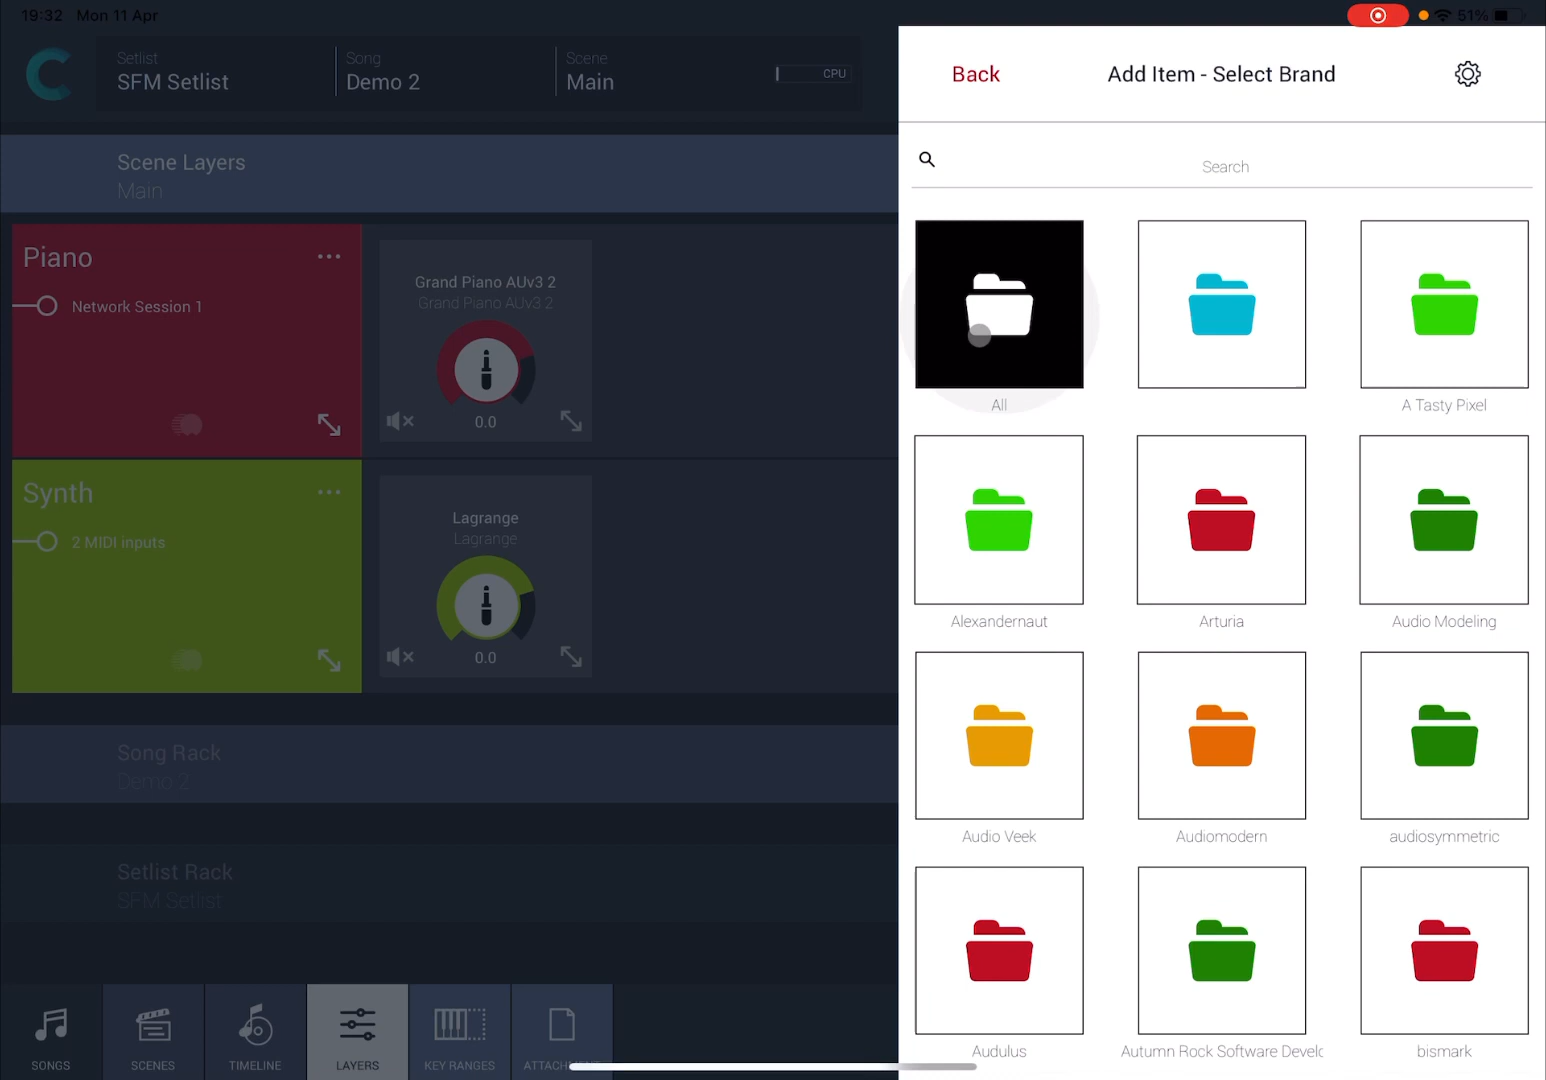 19:32 Mon 11 Apr
51%
Setlist
SFM Setlist
Song
Demo 2
Scene
Main
CPU
Back
Add Item - Select Brand
Search
Scene Layers
Main
Piano
Network Session 1
Grand Piano AUv3 2
Grand Piano AUv3 2
0.0
Synth
2 MIDI inputs
Lagrange
Lagrange
0.0
Song Rack
Demo 2
Setlist Rack
SFM Setlist
All
A Tasty Pixel
Alexandernaut
Arturia
Audio Modeling
Audio Veek
Audiomodern
audiosymmetric
Audulus
Autumn Rock Software Develo
bismark
SONGS
SCENES
TIMELINE
LAYERS
KEY RANGES